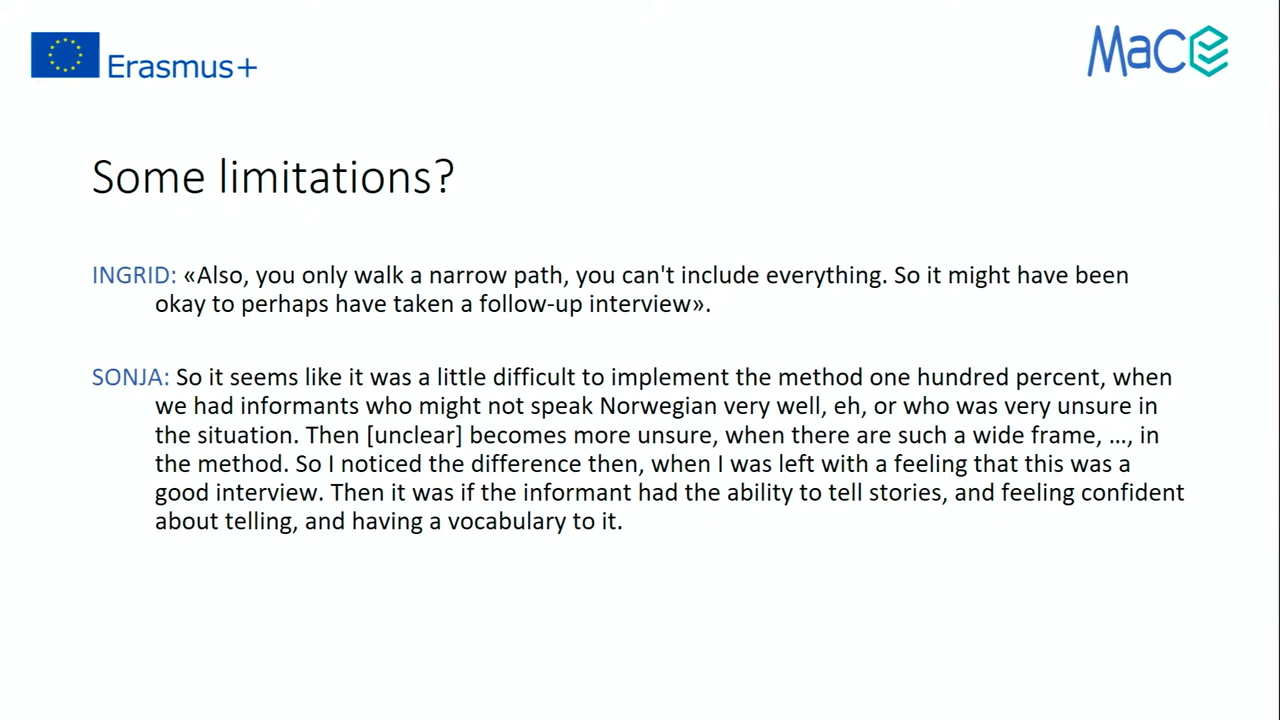 Erasmus+
MaC
Some limitations?
INGRID: «Also, you only walk a narrow path, you can't include everything. So it might have been
okay to perhaps have taken a follow-up interview».
SONJA: So it seems like it was a little difficult to implement the method one hundred percent, when
we had informants who might not speak Norwegian very well, eh, or who was very unsure in
the situation. Then [unclear] becomes more unsure, when there are such a wide frame, ..., in
the method. So I noticed the difference then, when I was left with a feeling that this was a
good interview. Then it was if the informant had the ability to tell stories, and feeling confident
about telling, and having a vocabulary to it.